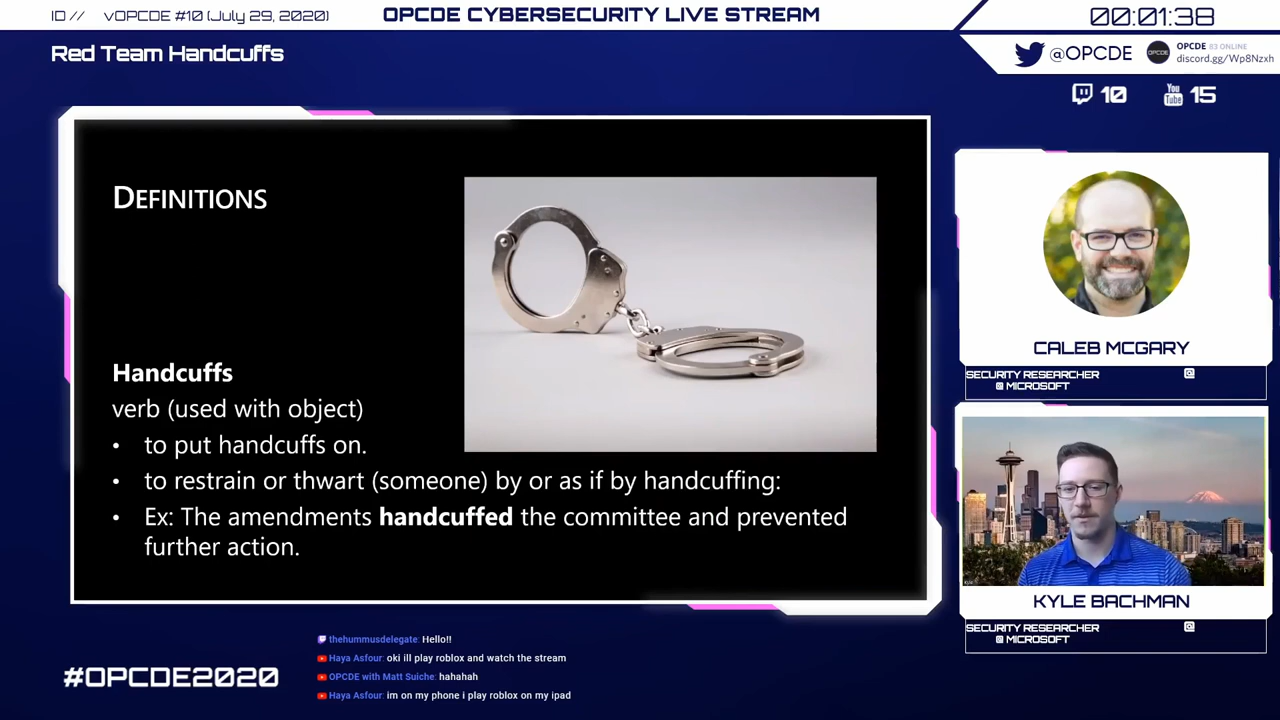 ID // vOPCDE #10 (July 29, 2020)
OPCDE CYBERSECURITY LIVE STREAM
00:01:38
Red Team Handcuffs
@OPCDE
OPCDE 83 ONLINE
discord.gg/Wp8Nzxh
10
You Tube 15
DEFINITIONS
Handcuffs
verb (used with object)
• to put handcuffs on.
• to restrain or thwart (someone) by or as if by handcuffing:
• Ex: The amendments handcuffed the committee and prevented
further action.
CALEB MCGARY
SECURITY RESEARCHER
@ MICROSOFT
KYLE BACHMAN
SECURITY RESEARCHER
@ MICROSOFT
#OPCDE2020
thehummusdelegate: Hello!!
Haya Asfour: oki ill play roblox and watch the stream
OPCDE with Matt Suiche: hahahah
Haya Asfour: im on my phone i play roblox on my ipad